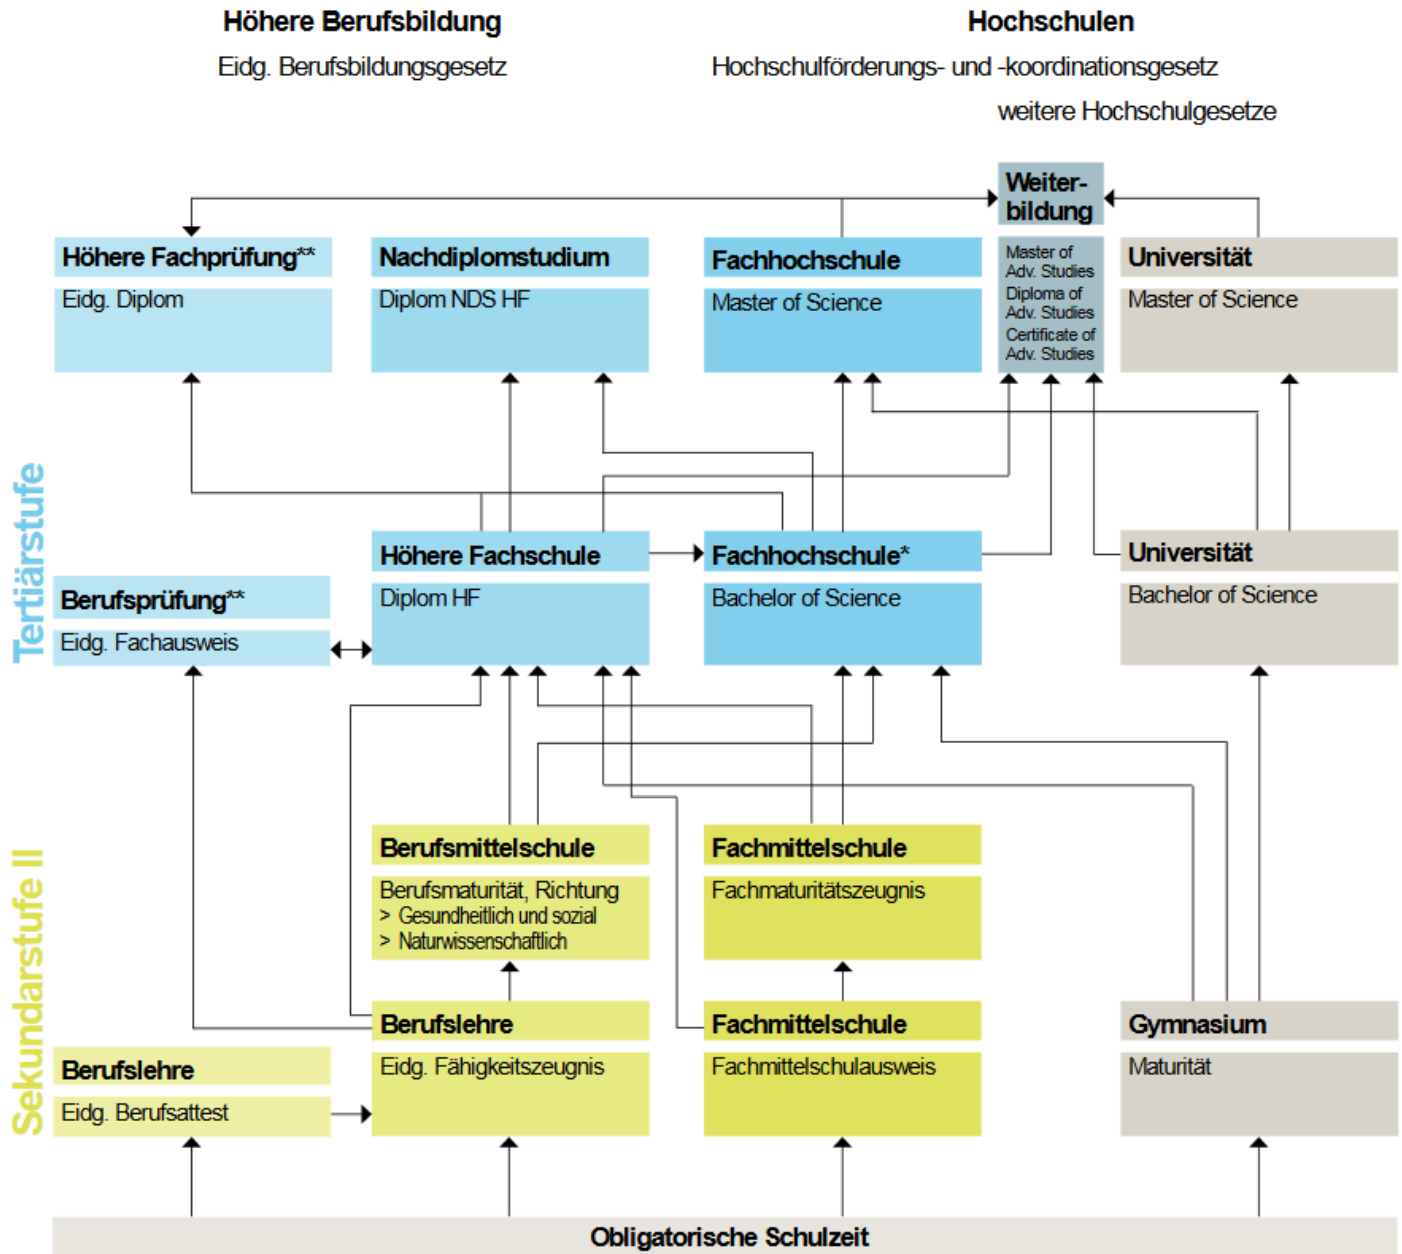 Höhere Berufsbildung
Hochschulen
Eidg. Berufsbildungsgesetz
Hochschulförderungs- und -koordinationsgesetz
weitere Hochschulgesetze
Weiter-
bildung
Master of
Adv. Studies
Diploma of
Adv. Studies
Certificate of
Adv. Studies
Höhere Fachprüfung**
Eidg. Diplom
Nachdiplomstudium
Diplom NDS HF
Fachhochschule
Master of Science
Universität
Master of Science
Tertiärstufe
Berufsprüfung**
Eidg. Fachausweis
Höhere Fachschule
Diplom HF
Fachhochschule*
Bachelor of Science
Universität
Bachelor of Science
Sekundarstufe II
Berufsmittelschule
Berufsmaturität, Richtung
> Gesundheitlich und sozial
> Naturwissenschaftlich
Fachmittelschule
Fachmaturitätszeugnis
Berufslehre
Eidg. Berufsattest
Berufslehre
Eidg. Fähigkeitszeugnis
Fachmittelschule
Fachmittelschulausweis
Gymnasium
Maturität
Obligatorische Schulzeit